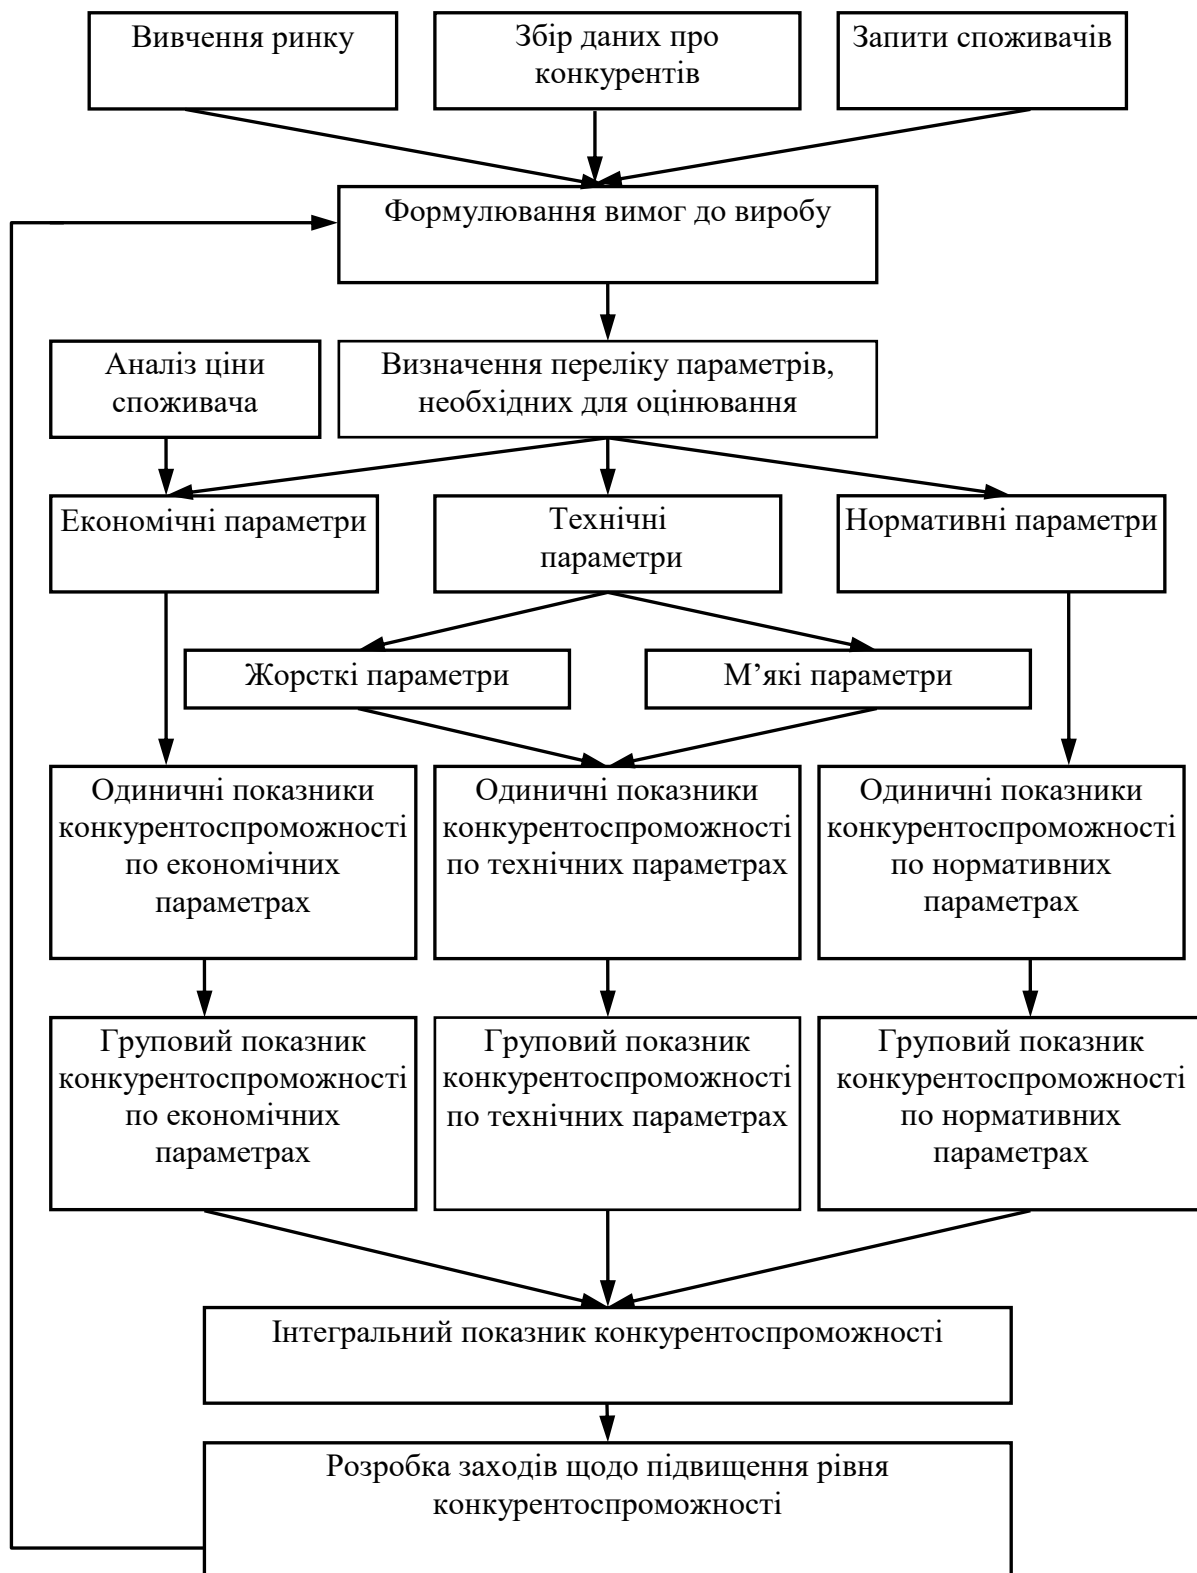 Вивчення ринку
Збір даних про
конкурентів
Запити споживачів
Формулювання вимог до виробу
Аналіз ціни
споживача
Визначення переліку параметрів,
необхідних для оцінювання
Економічні параметри
Технічні
параметри
Нормативні параметри
Жорсткі параметри
М’які параметри
Одиничні показники
конкурентоспроможності
по економічних
параметрах
Одиничні показники
конкурентоспроможності
по технічних параметрах
Одиничні показники
конкурентоспроможності
по нормативних
параметрах
Груповий показник
конкурентоспроможності
по економічних
параметрах
Груповий показник
конкурентоспроможності
по технічних параметрах
Груповий показник
конкурентоспроможності
по нормативних
параметрах
Інтегральний показник конкурентоспроможності
Розробка заходів щодо підвищення рівня
конкурентоспроможності